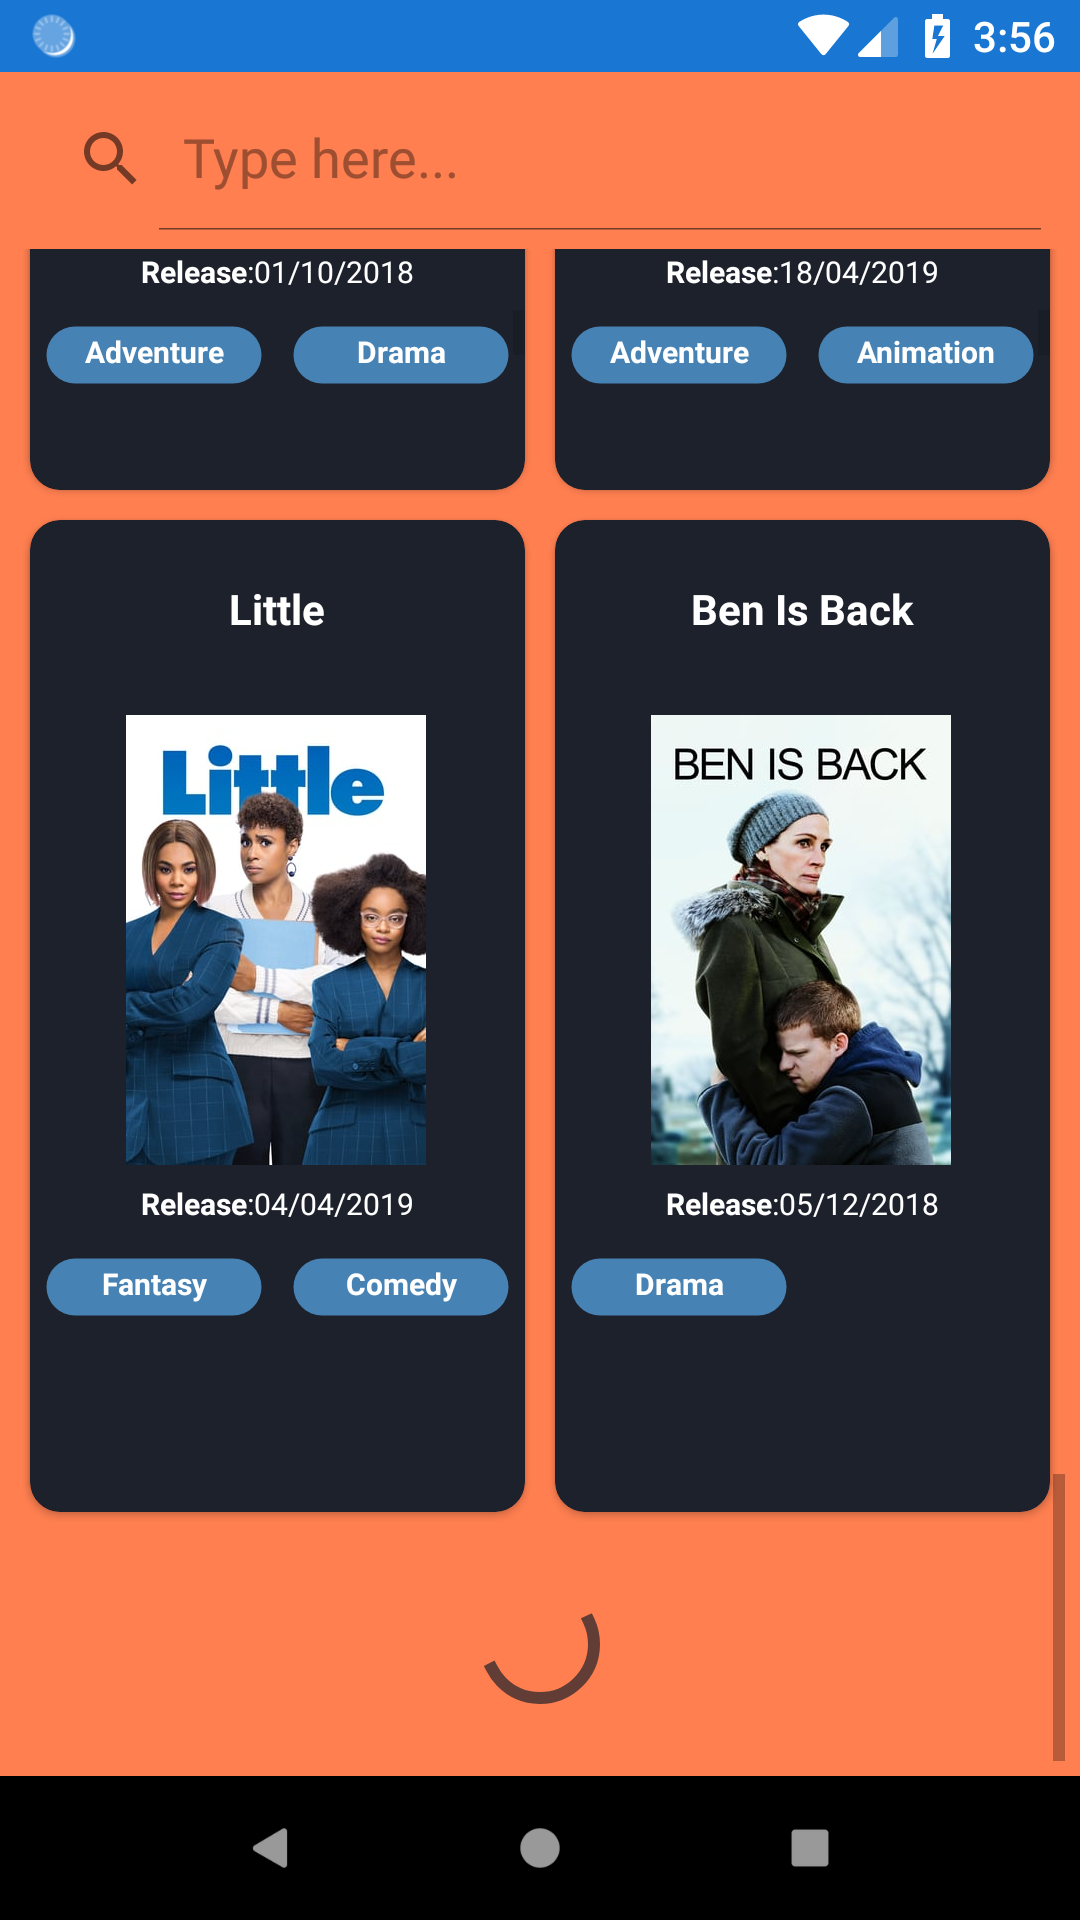 3:56
Type here...
Release:01/10/2018
Release:18/04/2019
Adventure
Drama
Adventure
Animation
Little
Ben Is Back
Little
BEN IS BACK
Release:04/04/2019
Release:05/12/2018
Fantasy
Comedy
Drama